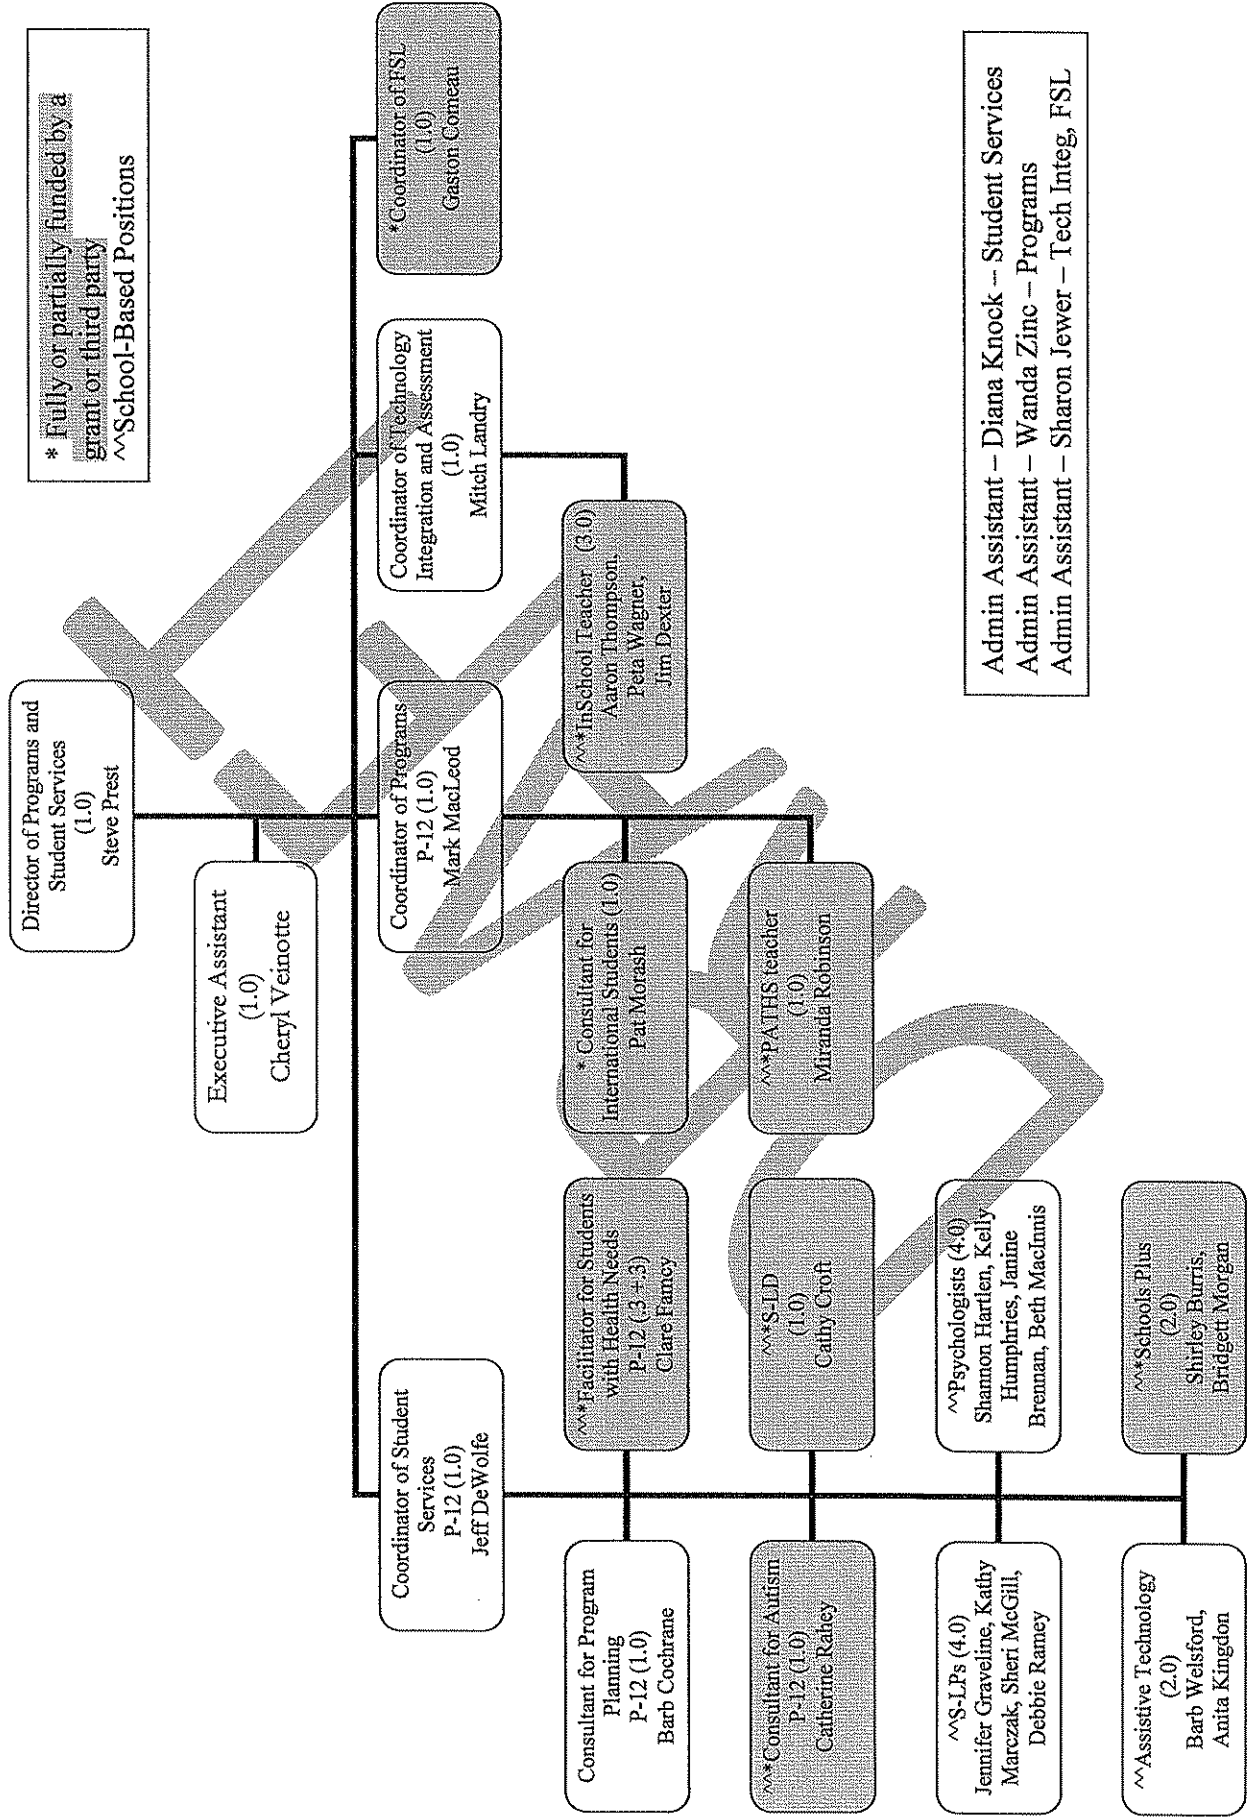 Director of Programs and
Student Services
(1.0)
Steve Prest
* Fully or partially funded by a
grant or third party
^^School-Based Positions
Executive Assistant
(1.0)
Cheryl Veinotte
Coordinator of Student
Services
P-12 (1.0)
Jeff DeWolfe
Coordinator of Programs
P-12 (1.0)
Mark MacLeod
Coordinator of Technology
Integration and Assessment
(1.0)
Mitch Landry
*Coordinator of FSL
(1.0)
Gaston Comeau
Consultant for Program
Planning
P-12 (1.0)
Barb Cochrane
^^*Facilitator for Students
with Health Needs
P-12 (.3 +.3)
Clare Fancy
* Consultant for
International Students (1.0)
Pat Morash
^^*InSchool Teacher (3.0)
Aaron Thompson,
Peta Wagner,
Jim Dexter
^^*Consultant for Autism
P-12 (1.0)
Catherine Rahey
^^*S-LD
(1.0)
Cathy Croft
^^*PATHS teacher
(1.0)
Miranda Robinson
^^S-LPs (4.0)
Jennifer Graveline, Kathy
Marczak, Sheri McGill,
Debbie Ramey
^^Psychologists (4.0)
Shannon Hartlen, Kelly
Humphries, Janine
Brennan, Beth MacInnis
^^Assistive Technology
(2.0)
Barb Welsford,
Anita Kingdon
^^*Schools Plus
(2.0)
Shirley Burris,
Bridgett Morgan
Admin Assistant – Diana Knock – Student Services
Admin Assistant – Wanda Zinc – Programs
Admin Assistant – Sharon Jewer – Tech Integ, FSL